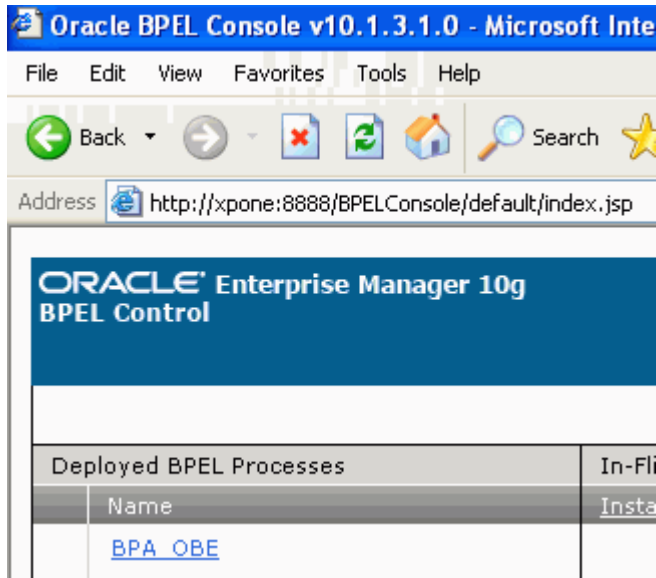 Oracle BPEL Console v10.1.3.1.0 - Microsoft Inte
File Edit View Favorites Tools Help
Back Search
Address http://xpone:8888/BPELConsole/default/index.jsp
ORACLE Enterprise Manager 10g
BPEL Control
Deployed BPEL Processes In-Fli
Name Insta
BPA_OBE